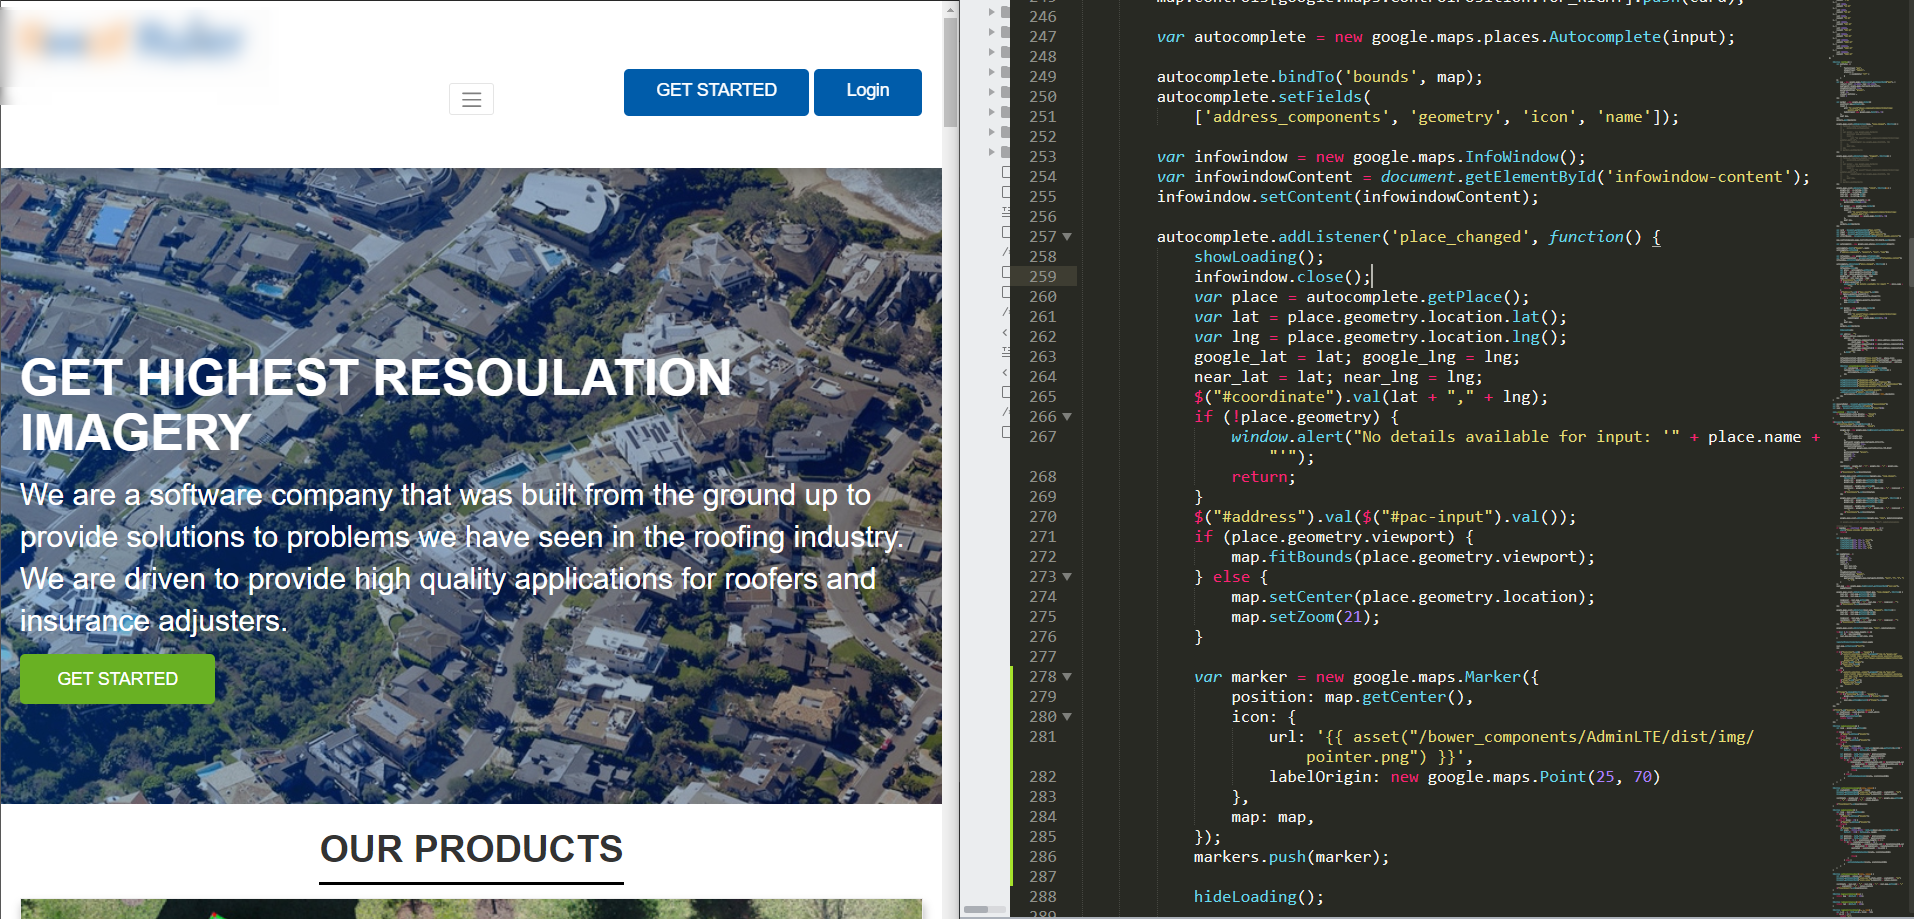 GET STARTED
Login
GET HIGHEST RESOULATION
IMAGERY
We are a software company that was built from the ground up to
provide solutions to problems we have seen in the roofing industry.
We are driven to provide high quality applications for roofers and
insurance adjusters.
GET STARTED
OUR PRODUCTS
246
247 var autocomplete = new google.maps.places.Autocomplete(input);
248
249 autocomplete.bindTo('bounds', map);
250 autocomplete.setFields(
251 ['address_components', 'geometry', 'icon', 'name']);
252
253 var infowindow = new google.maps.InfoWindow();
254 var infowindowContent = document.getElementById('infowindow-content');
255 infowindow.setContent(infowindowContent);
256
257 autocomplete.addListener('place_changed', function() {
258 showLoading();
259 infowindow.close();
260 var place = autocomplete.getPlace();
261 var lat = place.geometry.location.lat();
262 var lng = place.geometry.location.lng();
263 google_lat = lat; google_lng = lng;
264 near_lat = lat; near_lng = lng;
265 $("#coordinate").val(lat + "," + lng);
266 if (!place.geometry) {
267 window.alert("No details available for input: '" + place.name +
"'");
268 return;
269 }
270 $("#address").val($("#pac-input").val());
271 if (place.geometry.viewport) {
272 map.fitBounds(place.geometry.viewport);
273 } else {
274 map.setCenter(place.geometry.location);
275 map.setZoom(21);
276 }
277
278 var marker = new google.maps.Marker({
279 position: map.getCenter(),
280 icon: {
281 url: '{{ asset("/bower_components/AdminLTE/dist/img/
pointer.png") }}',
282 labelOrigin: new google.maps.Point(25, 70)
283 },
284 map: map,
285 });
286 markers.push(marker);
287
288 hideLoading();